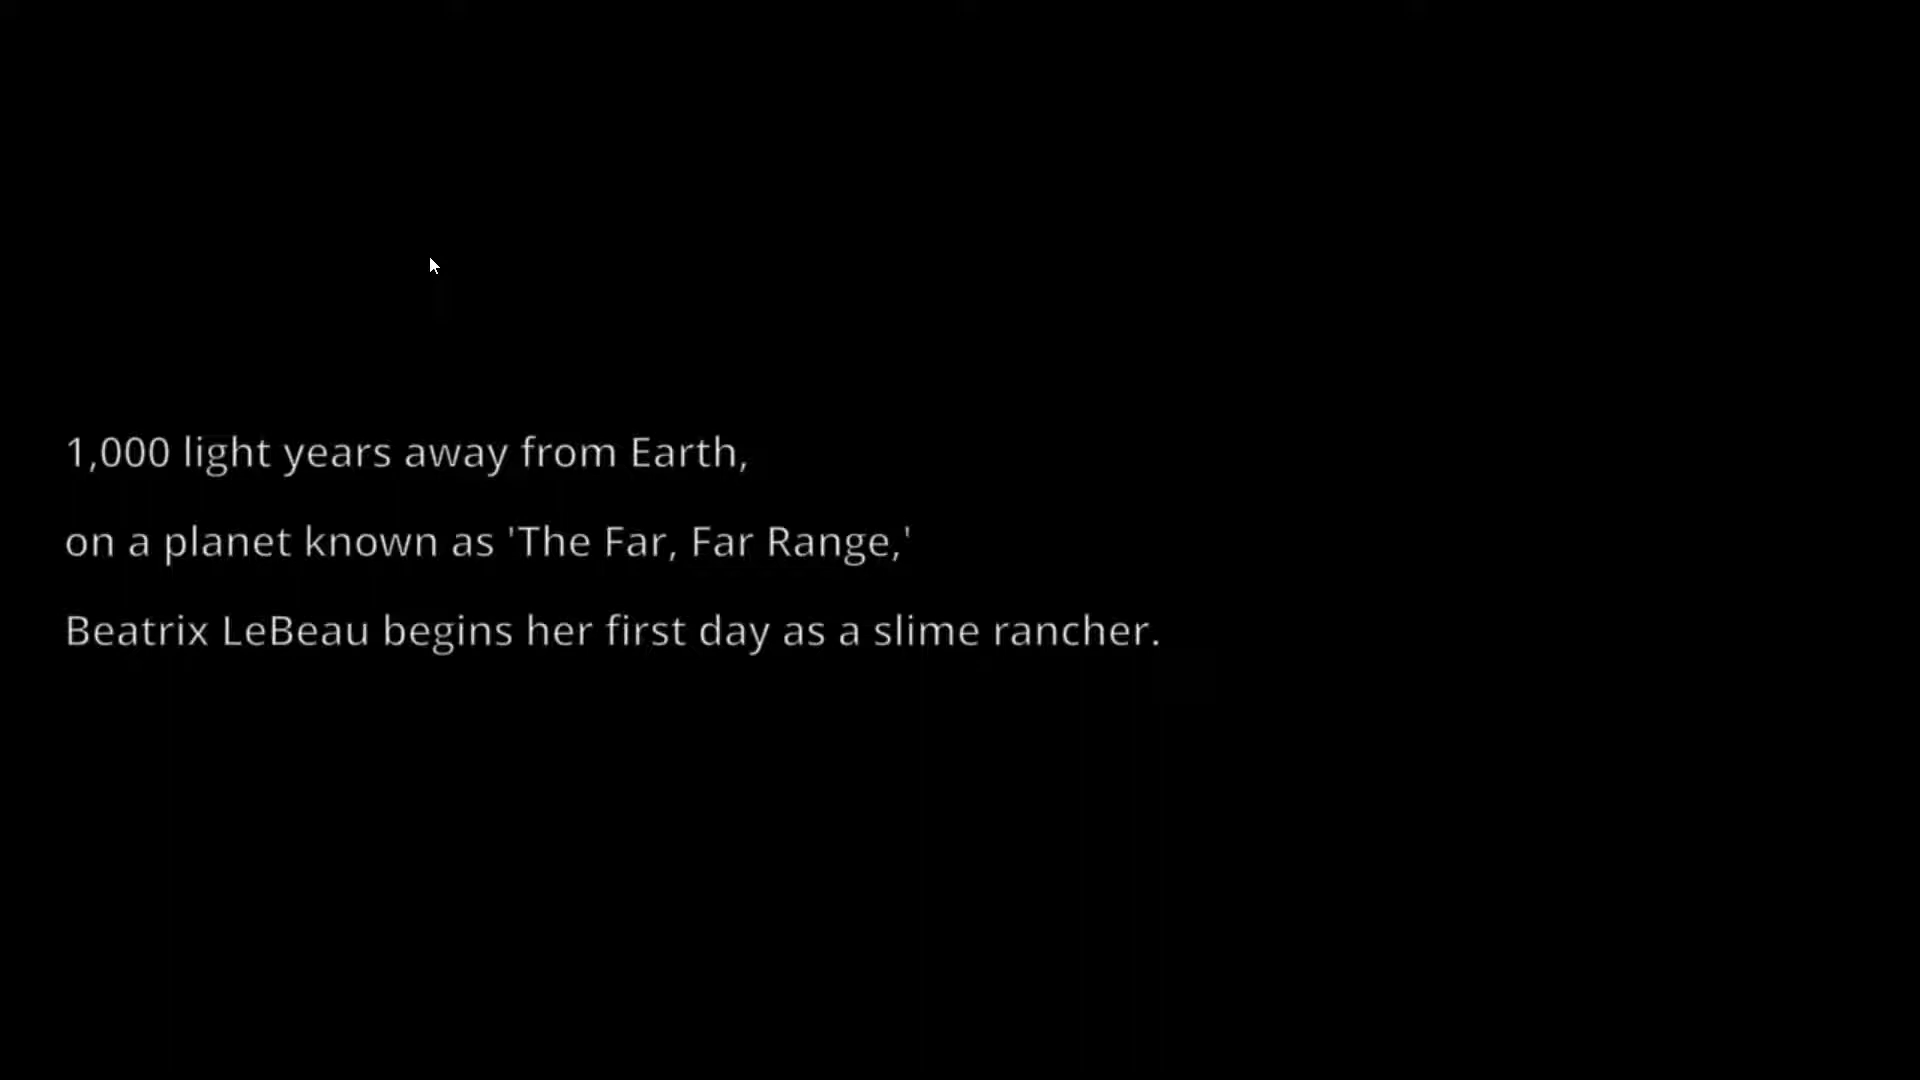 1,000 light years away from Earth,
on a planet known as 'The Far, Far Range,'
Beatrix LeBeau begins her first day as a slime rancher.